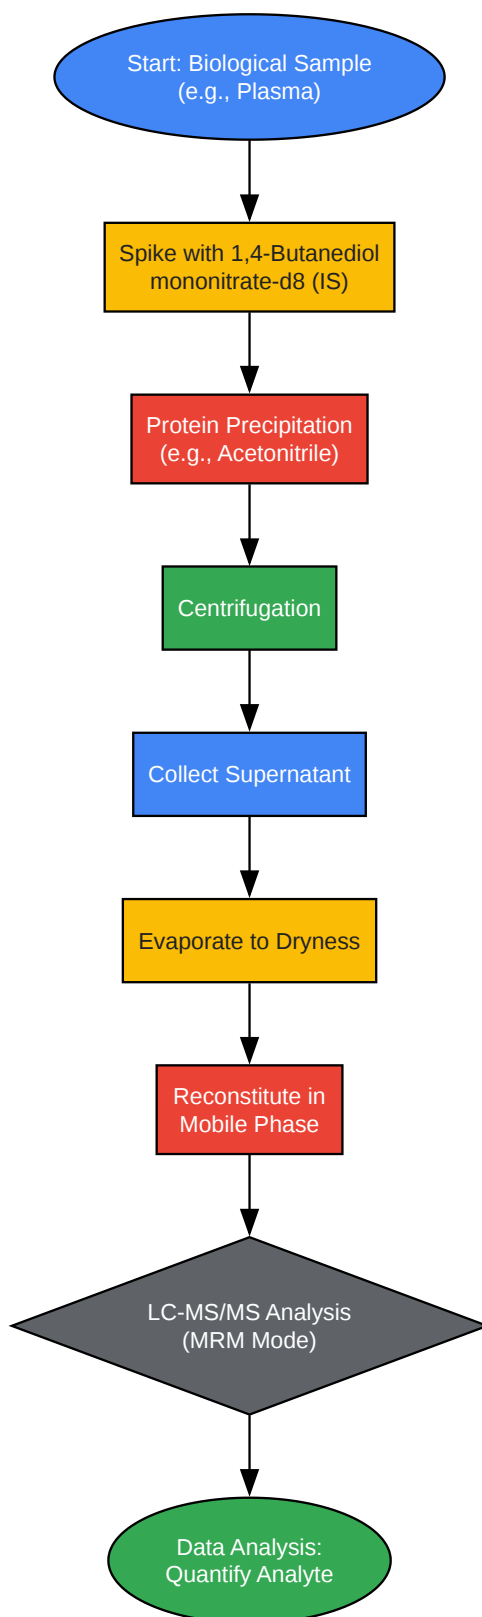 Start: Biological Sample
(e.g., Plasma)
Spike with 1,4-Butanediol
mononitrate-d8 (IS)
Protein Precipitation
(e.g., Acetonitrile)
Centrifugation
Collect Supernatant
Evaporate to Dryness
Reconstitute in
Mobile Phase
LC-MS/MS Analysis
(MRM Mode)
Data Analysis:
Quantify Analyte